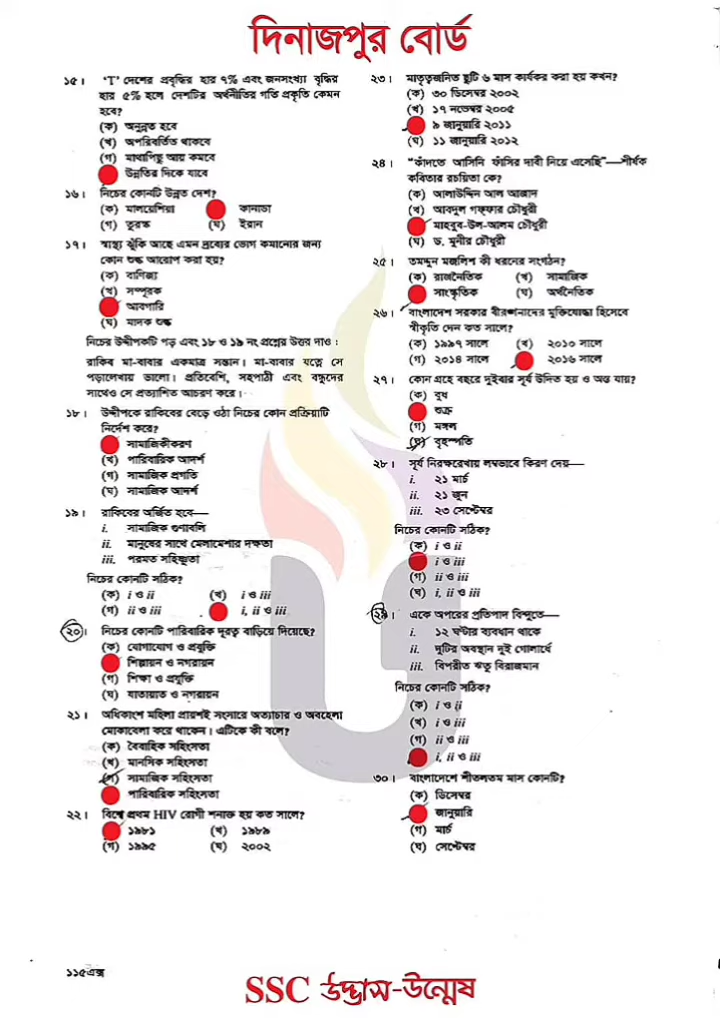 দিনাজপুর বোর্ড
১৫। 'T' দেশের প্রবৃদ্ধির হার ৭% এবং জনসংখ্যা বৃদ্ধির
হার ৫% হলে দেশটির অর্থনীতির গতি প্রকৃতি কেমন
হবে?
(ক) অনুন্নত হবে
(খ) অপরিবর্তিত থাকবে
(গ) মাথাপিছু আয় কমবে
উন্নতির দিকে যাবে
১৬। নিচের কোনটি উন্নত দেশ?
(ক) মালয়েশিয়া কানাডা
(গ) তুরস্ক (ঘ) ইরান
১৭। স্বাস্থ্য ঝুঁকি আছে এমন দ্রব্যের ভোগ কমানোর জন্য
কোন শুল্ক আরোপ করা হয়?
(ক) বাণিজ্য
(খ) সম্পূরক
আবগারি
(ঘ) মাদক শুল্ক
নিচের উদ্দীপকটি পড় এবং ১৮ ও ১৯ নং প্রশ্নের উত্তর দাও :
রাকিব মা-বাবার একমাত্র সন্তান। মা-বাবার যত্নে সে
পড়ালেখায় ভালো। প্রতিবেশি, সহপাঠী এবং বন্ধুদের
সাথেও সে প্রত্যাশিত আচরণ করে।
১৮। উদ্দীপকে রাকিবের বেড়ে ওঠা নিচের কোন প্রক্রিয়াটি
নির্দেশ করে?
সামাজিকীকরণ
(খ) পারিবারিক আদর্শ
(গ) সামাজিক প্রগতি
(ঘ) সামাজিক আদর্শ
১৯। রাকিবের অর্জিত হবে—
i. সামাজিক গুণাবলি
ii. মানুষের সাথে মেলামেশার দক্ষতা
iii. পরমত সহিষ্ণুতা
নিচের কোনটি সঠিক?
(ক) i ও ii (খ) i ও iii
(গ) ii ও iii i, ii ও iii
২০। নিচের কোনটি পারিবারিক দূরত্ব বাড়িয়ে দিয়েছে?
(ক) যোগাযোগ ও প্রযুক্তি
শিল্পায়ন ও নগরায়ন
(গ) শিক্ষা ও প্রযুক্তি
(ঘ) যাতায়াত ও নগরায়ন
২১। অধিকাংশ মহিলা প্রায়শই সংসারে অত্যাচার ও অবহেলা
মোকাবেলা করে থাকেন। এটিকে কী বলে?
(ক) বৈবাহিক সহিংসতা
(খ) মানসিক সহিংসতা
(গ) সামাজিক সহিংসতা
পারিবারিক সহিংসতা
২২। বিশ্বে প্রথম HIV রোগী শনাক্ত হয় কত সালে?
১৯৮১ (খ) ১৯৮৯
(গ) ১৯৯৫ (ঘ) ২০০২
১১৫এক্স
২৩। মাতৃত্বজনিত ছুটি ৬ মাস কার্যকর করা হয় কখন?
(ক) ৩০ ডিসেম্বর ২০০২
(খ) ১৭ নভেম্বর ২০০৫
৯ জানুয়ারি ২০১১
(ঘ) ১১ জানুয়ারি ২০১২
২৪। “কাঁদতে আসিনি ফাঁসির দাবী নিয়ে এসেছি”—শীর্ষক
কবিতার রচয়িতা কে?
(ক) আলাউদ্দিন আল আজাদ
(খ) আবদুল গফ্ফার চৌধুরী
মাহবুব-উল-আলম চৌধুরী
(ঘ) ড. মুনীর চৌধুরী
২৫। তমদ্দুন মজলিশ কী ধরনের সংগঠন?
(ক) রাজনৈতিক (খ) সামাজিক
সাংস্কৃতিক (ঘ) অর্থনৈতিক
২৬। বাংলাদেশ সরকার বীরাঙ্গনাদের মুক্তিযোদ্ধা হিসেবে
স্বীকৃতি দেন কত সালে?
(ক) ১৯৯৭ সালে (খ) ২০১০ সালে
(গ) ২০১৪ সালে ২০১৬ সালে
২৭। কোন গ্রহে বছরে দুইবার সূর্য উদিত হয় ও অস্ত যায়?
(ক) বুধ
শুক্র
(গ) মঙ্গল
(ঘ) বৃহস্পতি
২৮। সূর্য নিরক্ষরেখায় লম্বভাবে কিরণ দেয়—
i. ২১ মার্চ
ii. ২১ জুন
iii. ২৩ সেপ্টেম্বর
নিচের কোনটি সঠিক?
(ক) i ও ii
i ও iii
(গ) ii ও iii
(ঘ) i, ii ও iii
২৯। একে অপরের প্রতিপাদ বিন্দুতে—
i. ১২ ঘন্টার ব্যবধান থাকে
ii. দুটির অবস্থান দুই গোলার্ধে
iii. বিপরীত ঋতু বিরাজমান
নিচের কোনটি সঠিক?
(ক) i ও ii
(খ) i ও iii
(গ) ii ও iii
i, ii ও iii
৩০। বাংলাদেশে শীতলতম মাস কোনটি?
(ক) ডিসেম্বর
জানুয়ারি
(গ) মার্চ
(ঘ) সেপ্টেম্বর
SSC উদ্ভাস-উন্মেষ